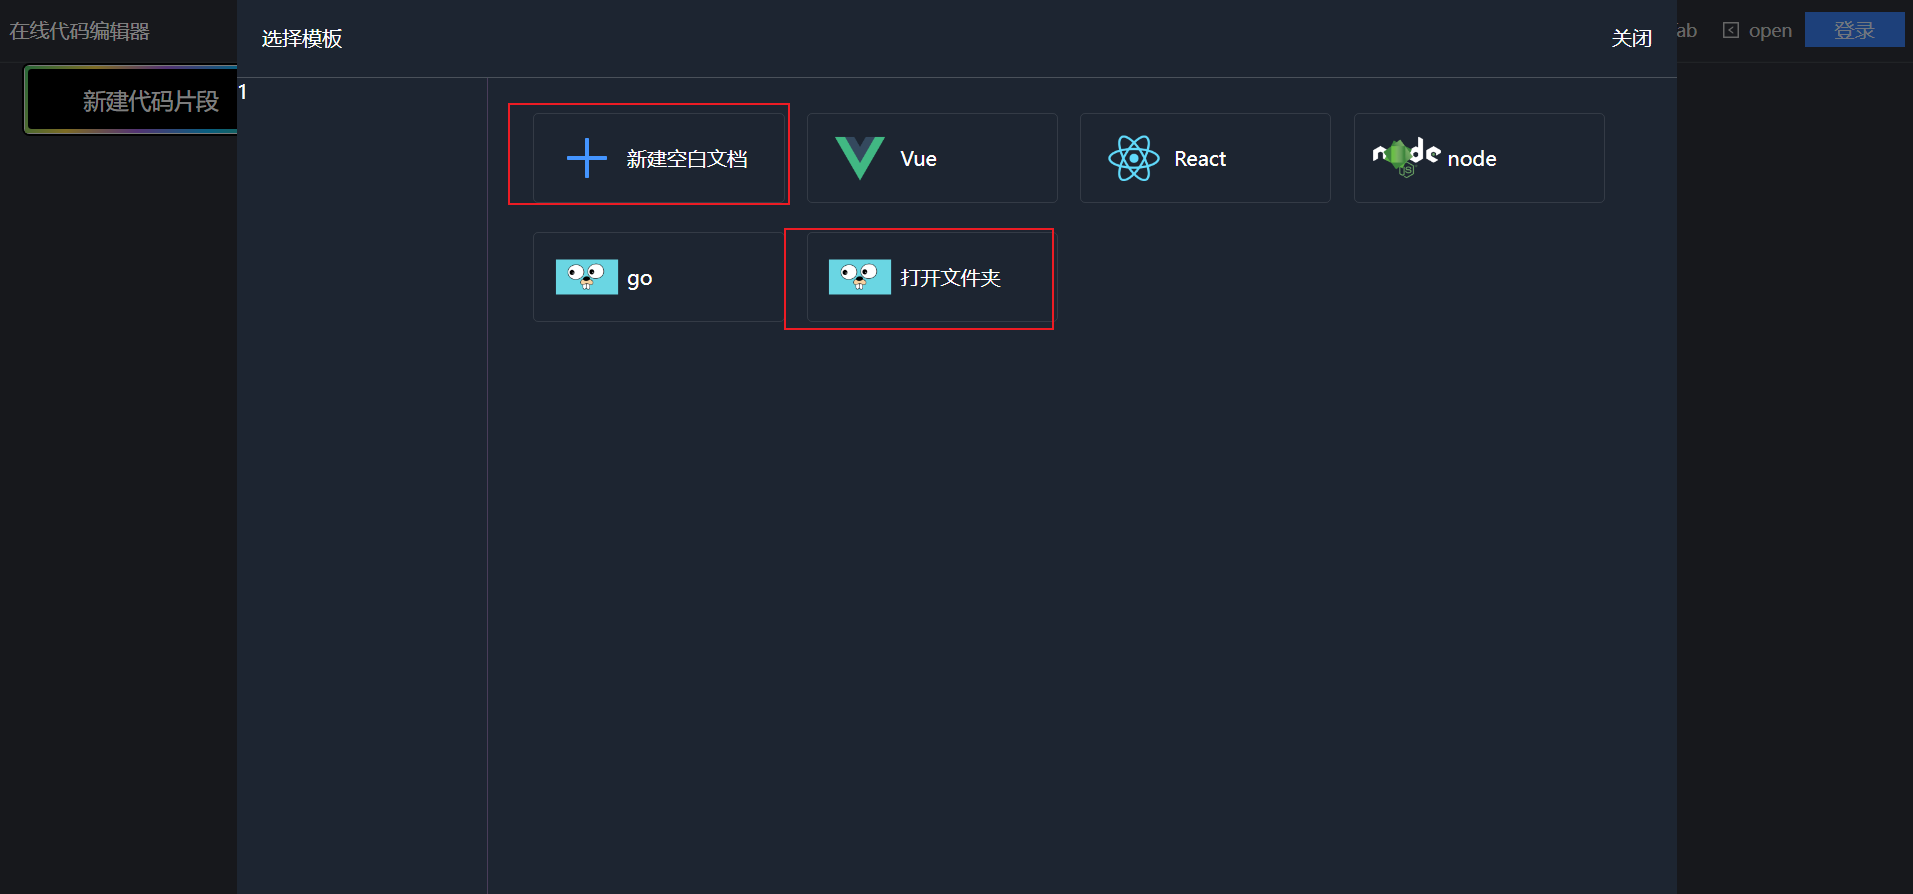 在线代码编辑器
选择模板
关闭
ab
open
登录
新建代码片段
1
新建空白文档
Vue
React
node JS node
go
打开文件夹